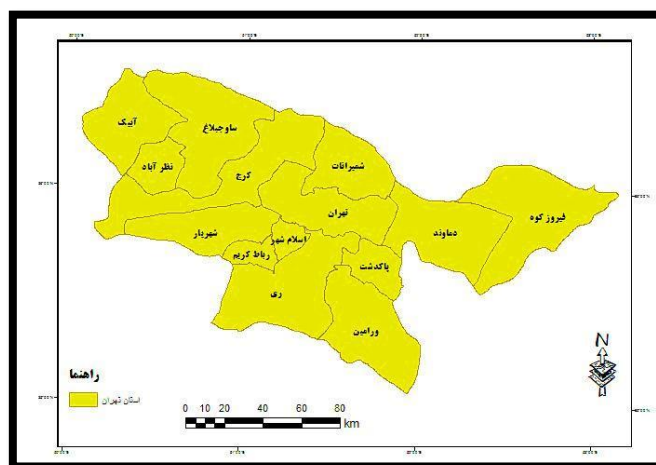 آبیک
ساوجبلاغ
نظر آباد
کرج
شمیرانات
تهران
فیروز کوه
دماوند
شهریار
اسلام شهر
رباط کریم
پاکدشت
ری
ورامین
N
راهنما
استان تهران
0 10 20 40 60 80
km